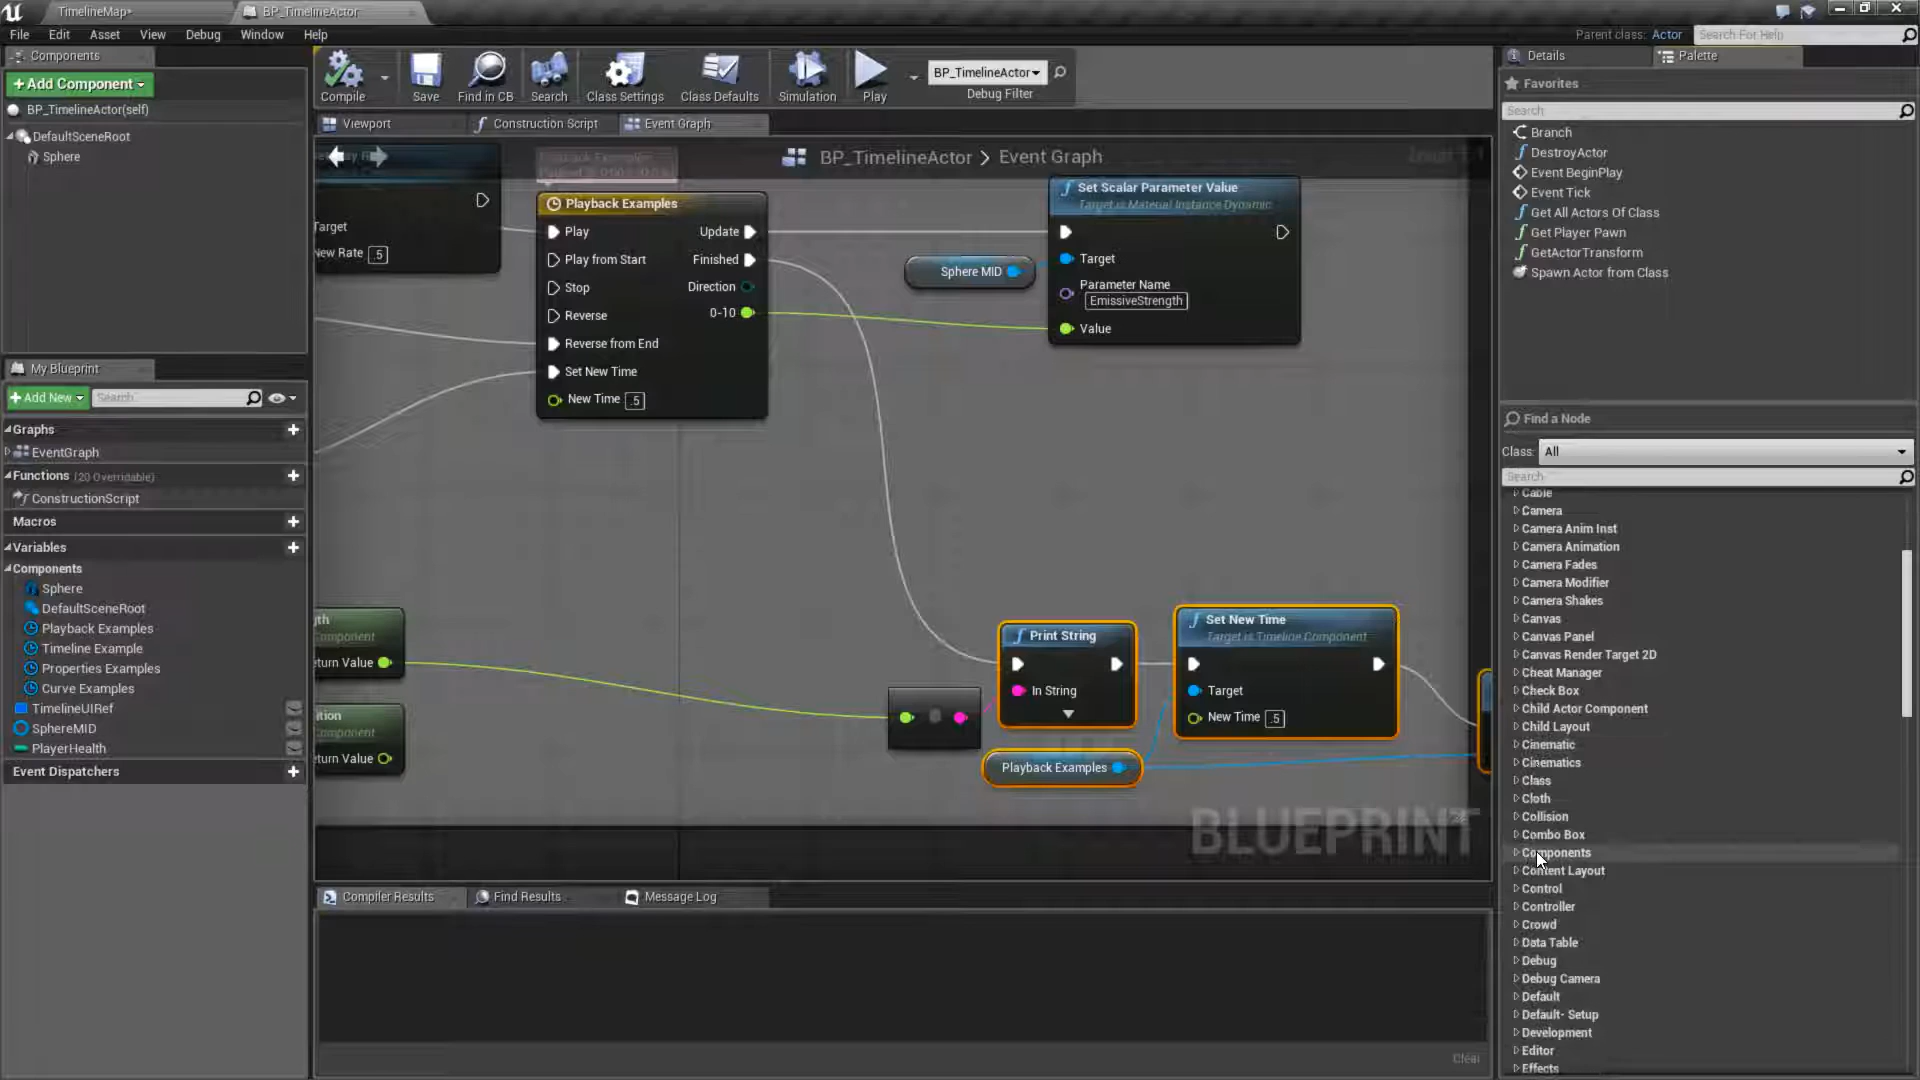 TimelineMap*
BP_TimelineActor
File Edit Asset View Debug Window Help
Parent class: Actor
Search For Help
Components
+Add Component
BP_TimelineActor(self)
DefaultSceneRoot
Sphere
My Blueprint
+Add New
Search
Graphs
EventGraph
Functions (20 Overridable)
ConstructionScript
Macros
Variables
Components
Sphere
DefaultSceneRoot
Playback Examples
Timeline Example
Properties Examples
Curve Examples
TimelineUIRef
SphereMID
PlayerHealth
Event Dispatchers
Compile
Save
Find in CB
Search
Class Settings
Class Defaults
Simulation
Play
BP_TimelineActor
Debug Filter
Viewport
Construction Script
Event Graph
BP_TimelineActor > Event Graph
Target
New Rate .5
Playback Examples
Play
Update
Play from Start
Finished
Stop
Direction
Reverse
0-10
Reverse from End
Set New Time
New Time .5
Sphere MID
Set Scalar Parameter Value
Target is Material Instance Dynamic
Target
Parameter Name
EmissiveStrength
Value
gth
Component
eturn Value
ition
Component
eturn Value
Print String
In String
Playback Examples
Set New Time
Target is Timeline Component
Target
New Time .5
BLUEPRINT
Compiler Results
Find Results
Message Log
Clear
Details
Palette
Favorites
Search
Branch
DestroyActor
Event BeginPlay
Event Tick
Get All Actors Of Class
Get Player Pawn
GetActorTransform
Spawn Actor from Class
Find a Node
Class: All
Search
Cable
Camera
Camera Anim Inst
Camera Animation
Camera Fades
Camera Modifier
Camera Shakes
Canvas
Canvas Panel
Canvas Render Target 2D
Cheat Manager
Check Box
Child Actor Component
Child Layout
Cinematic
Cinematics
Class
Cloth
Collision
Combo Box
Components
Content Layout
Control
Controller
Crowd
Data Table
Debug
Debug Camera
Default
Default- Setup
Development
Editor
Effects